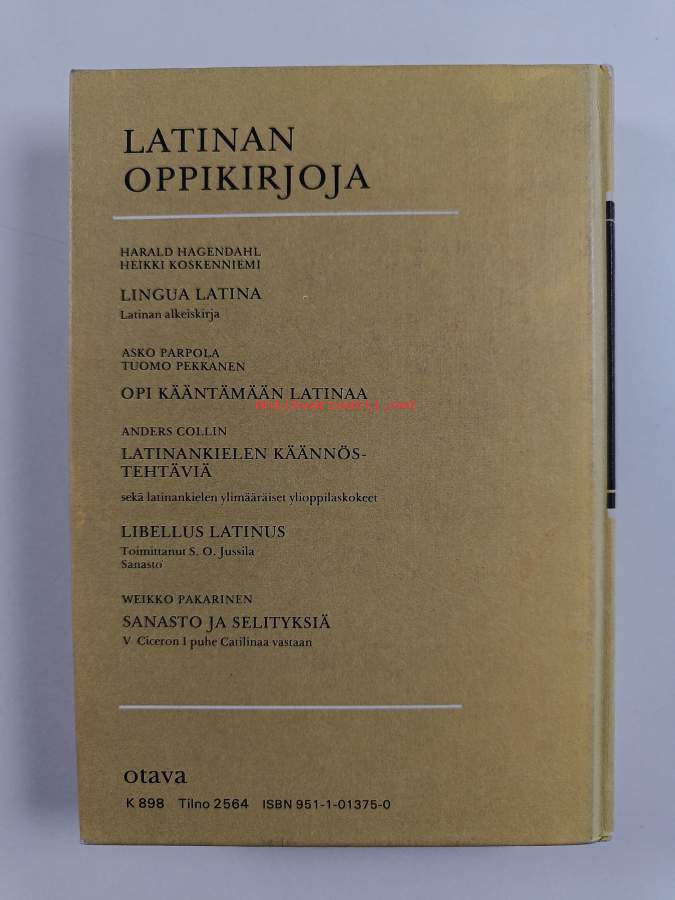 LATINAN
OPPIKIRJOJA
HARALD HAGENDAHL
HEIKKI KOSKENNIEMI
LINGUA LATINA
Latinan alkeiskirja
ASKO PARPOLA
TUOMO PEKKANEN
OPI KÄÄNTÄMÄÄN LATINAA
ANDERS COLLIN
LATINANKIELEN KÄÄNNÖS-
TEHTÄVIÄ
sekä latinankielen ylimääräiset ylioppilaskokeet
LIBELLUS LATINUS
Toimittanut S. O. Jussila
Sanasto
WEIKKO PAKARINEN
SANASTO JA SELITYKSIÄ
V Ciceron I puhe Catilinaa vastaan
otava
K 898 Tilno 2564 ISBN 951-1-01375-0